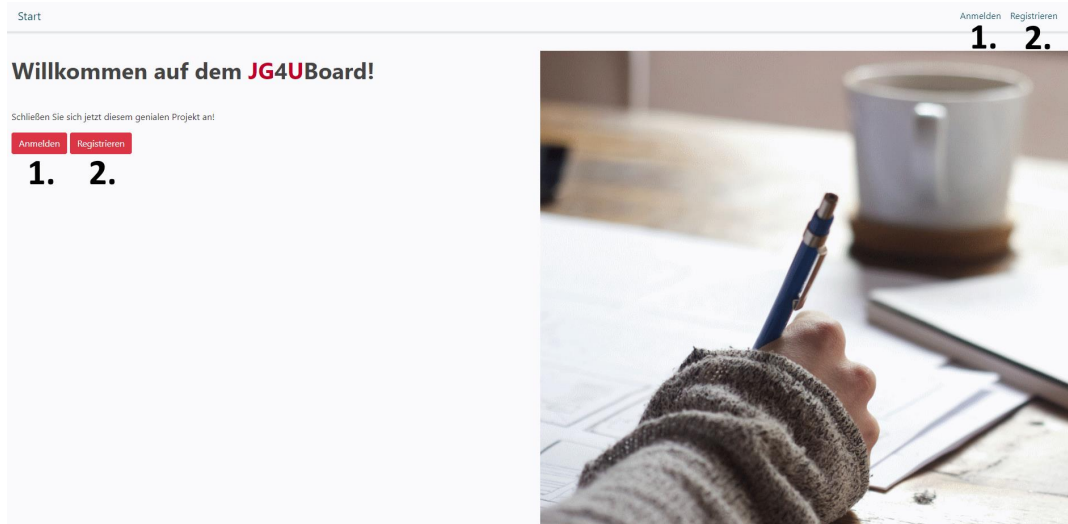 Start
Anmelden Registrieren
1. 2.
Willkommen auf dem JG4UBoard!
Schließen Sie sich jetzt diesem genialen Projekt an!
Anmelden Registrieren
1. 2.